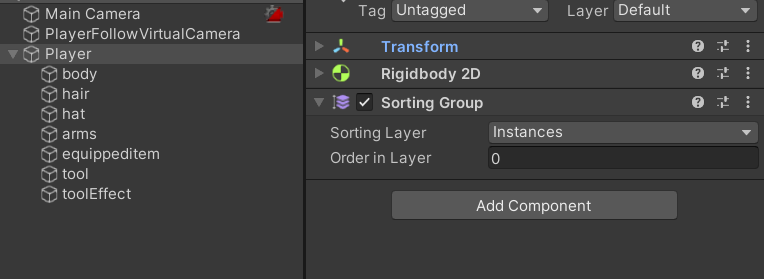 Main Camera
PlayerFollowVirtualCamera
Player
body
hair
hat
arms
equippeditem
tool
toolEffect
Tag Untagged Layer Default
Transform
Rigidbody 2D
Sorting Group
Sorting Layer Instances
Order in Layer 0
Add Component